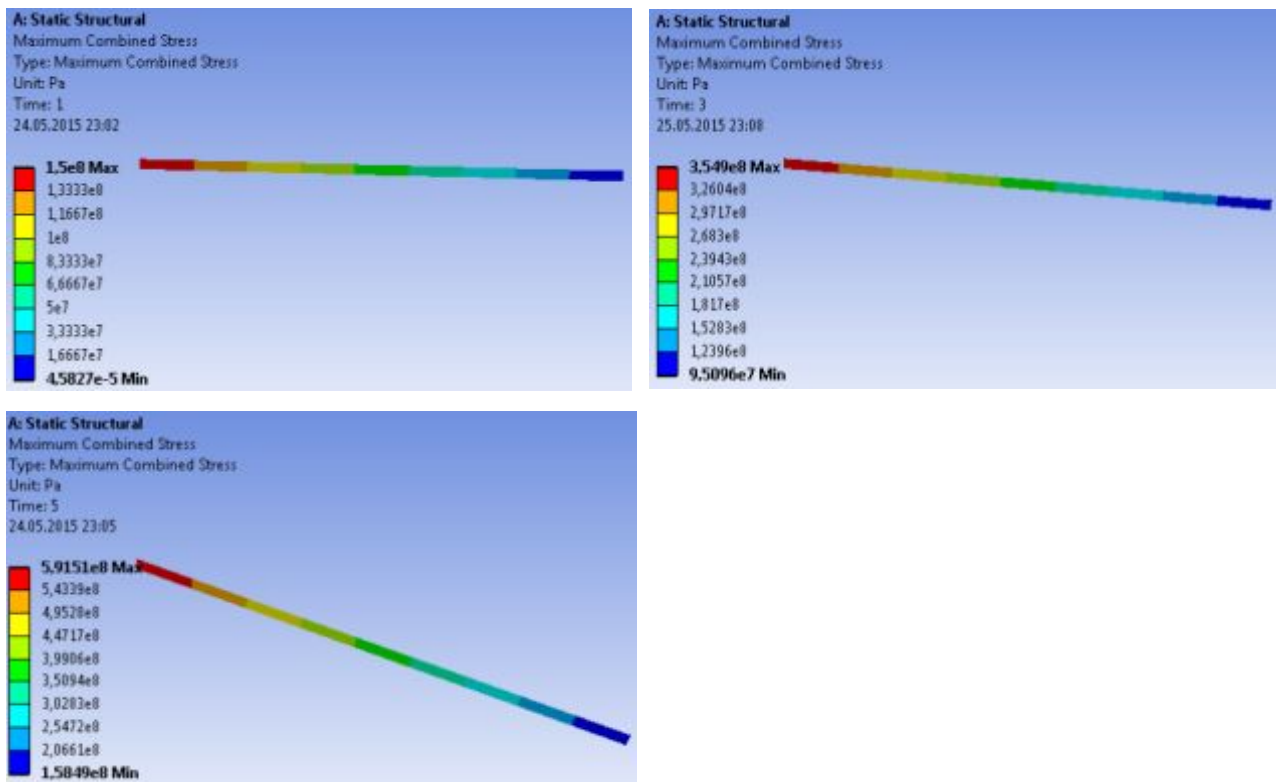 A: Static Structural
Maximum Combined Stress
Type: Maximum Combined Stress
Unit: Pa
Time: 1
24.05.2015 23:02
1,5e8 Max
1,3333e8
1,1667e8
1e8
8,3333e7
6,6667e7
5e7
3,3333e7
1,6667e7
4,5827e-5 Min
A: Static Structural
Maximum Combined Stress
Type: Maximum Combined Stress
Unit: Pa
Time: 3
25.05.2015 23:08
3,549e8 Max
3,2604e8
2,9717e8
2,683e8
2,3943e8
2,1057e8
1,817e8
1,5283e8
1,2396e8
9,5096e7 Min
A: Static Structural
Maximum Combined Stress
Type: Maximum Combined Stress
Unit: Pa
Time: 5
24.05.2015 23:05
5,9151e8 Max
5,4339e8
4,9528e8
4,4717e8
3,9906e8
3,5094e8
3,0283e8
2,5472e8
2,0661e8
1,5849e8 Min